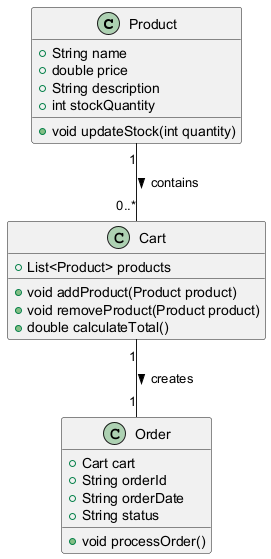 C Product
String name
double price
String description
int stockQuantity
void updateStock(int quantity)
1
contains
0..*
C Cart
List<Product> products
void addProduct(Product product)
void removeProduct(Product product)
double calculateTotal()
1
creates
1
C Order
Cart cart
String orderId
String orderDate
String status
void processOrder()